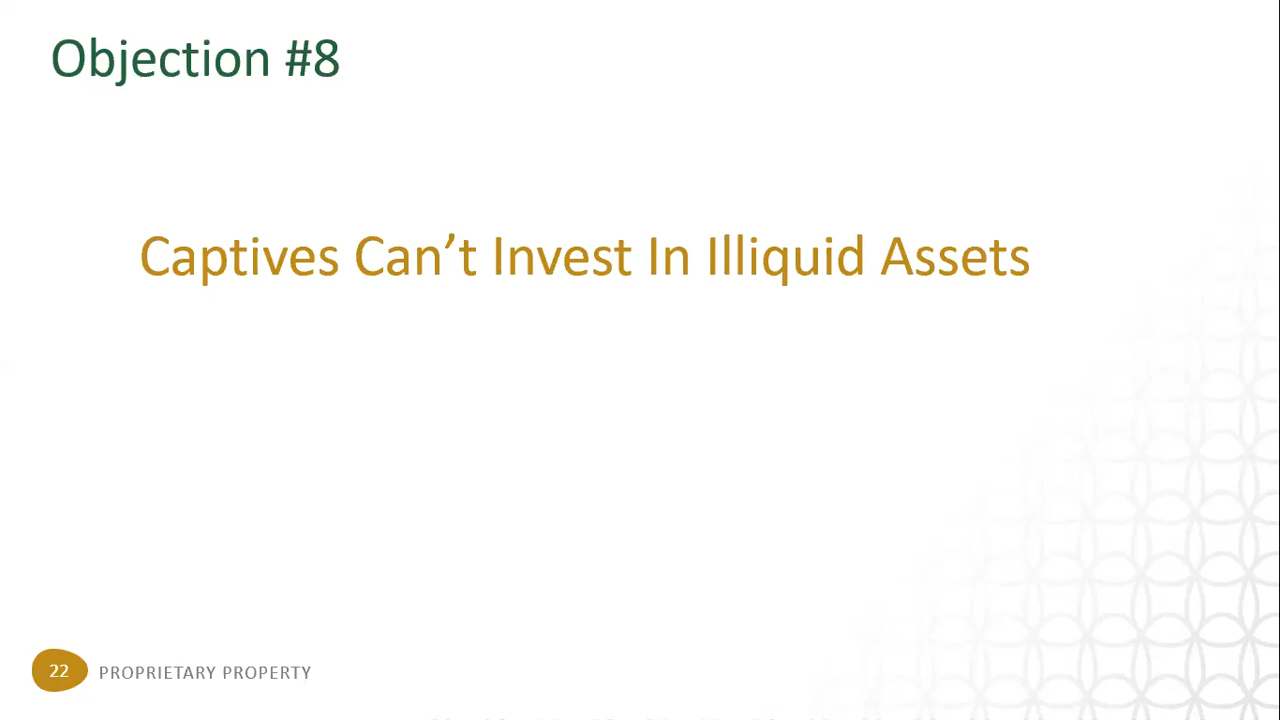 Objection #8
Captives Can’t Invest In Illiquid Assets
22 PROPRIETARY PROPERTY